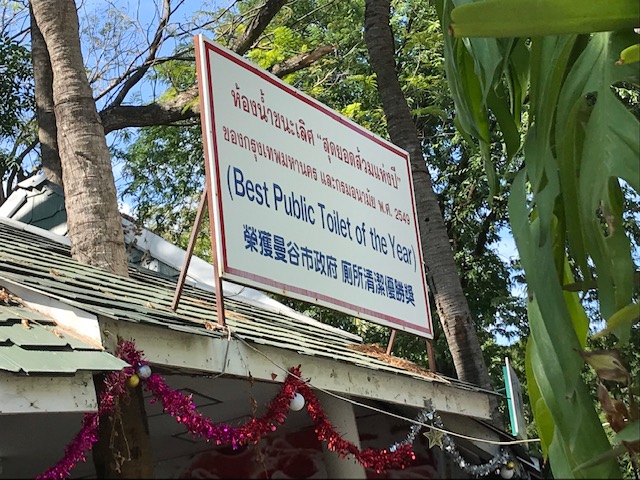 ห้องน้ำชนะเลิศ "สุดยอดส้วมแห่งปี"
ของกรุงเทพมหานคร และกรมอนามัย พ.ศ. 2549
(Best Public Toilet of the Year)
榮獲曼谷市政府 厠所清潔優勝獎